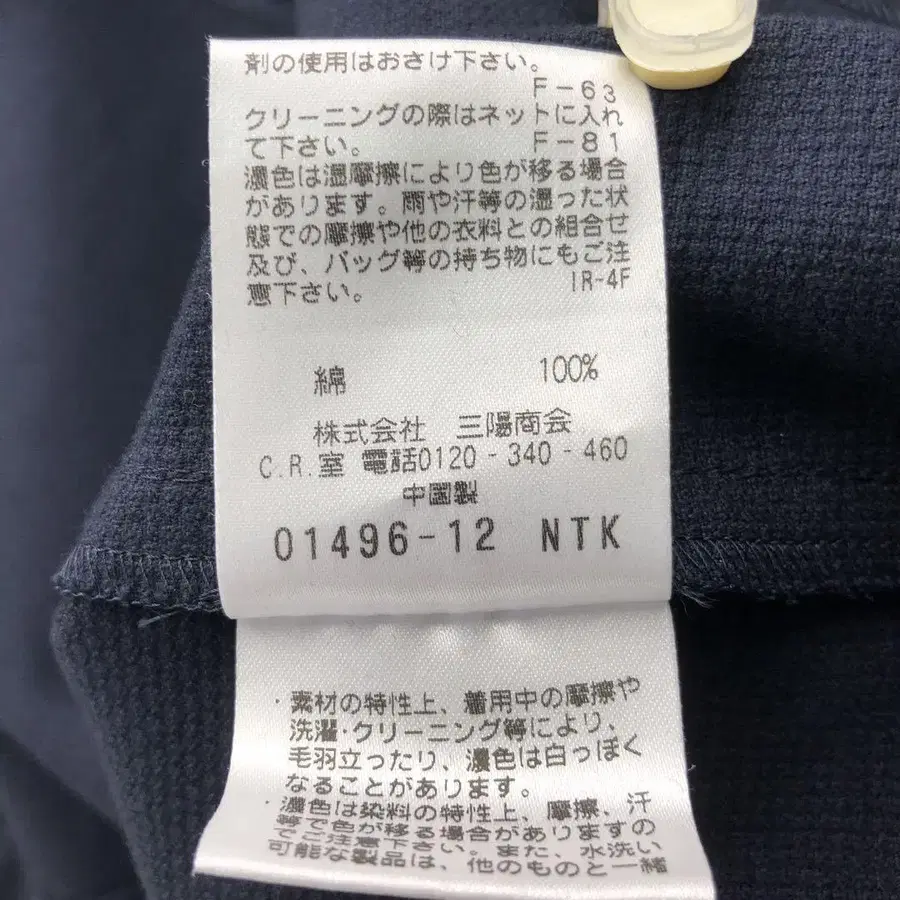 剤の使用はおさけ下さい。
F-63
クリーニングの際はネットに入れ
て下さい。 F-81
濃色は湿摩擦により色が移る場合
があります。雨や汗等の湿った状
態での摩擦や他の衣料との組合せ
及び、バッグ等の持ち物にもご注
意下さい。 IR-4F
綿 100%
株式会社 三陽商会
C.R.室 電話0120-340-460
中国製
01496-12 NTK
・素材の特性上、着用中の摩擦や
洗濯・クリーニング等により、
毛羽立ったり、濃色は白っぽく
なることがあります。
・濃色は染料の特性上、摩擦、汗
等で色が移る場合がありますの
でご注意下さい。また、水洗い
可能な製品は、他のものと一緒